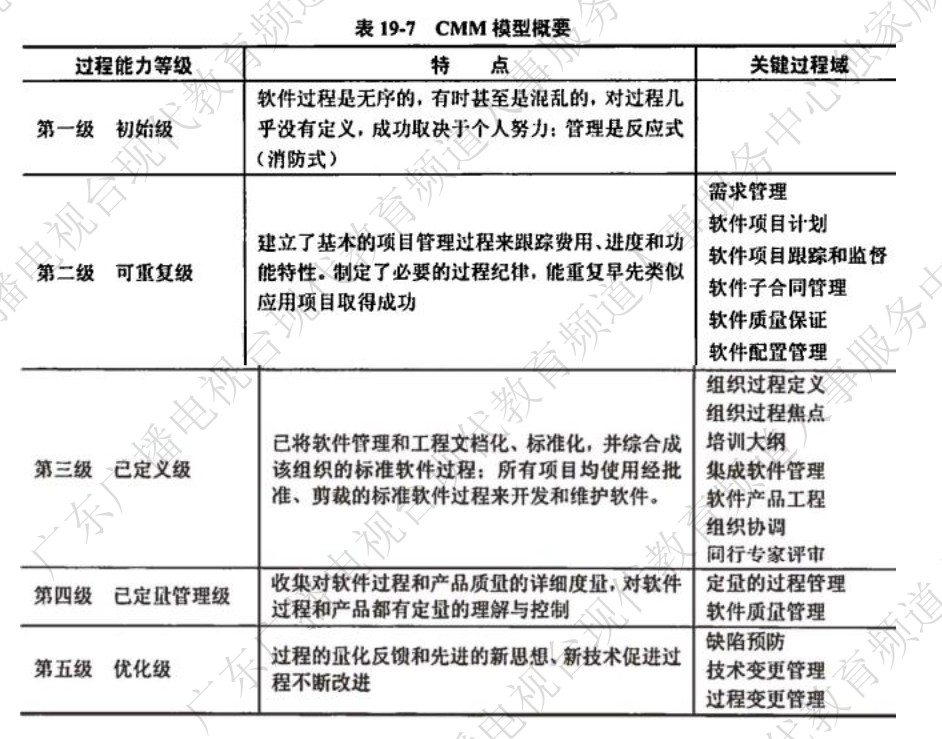 表 19-7 CMM 模型概要
过程能力等级 特 点 关键过程域
第一级 初始级
软件过程是无序的，有时甚至是混乱的，对过程几
乎没有定义，成功取决于个人努力；管理是反应式
（消防式）
第二级 可重复级
建立了基本的项目管理过程来跟踪费用、进度和功
能特性。制定了必要的过程纪律，能重复早先类似
应用项目取得成功
需求管理
软件项目计划
软件项目跟踪和监督
软件子合同管理
软件质量保证
软件配置管理
第三级 已定义级
已将软件管理和工程文档化、标准化，并综合成
该组织的标准软件过程；所有项目均使用经批
准、剪裁的标准软件过程来开发和维护软件。
组织过程定义
组织过程焦点
培训大纲
集成软件管理
软件产品工程
组织协调
同行专家评审
第四级 已定量管理级
收集对软件过程和产品质量的详细度量，对软件
过程和产品都有定量的理解与控制
定量的过程管理
软件质量管理
第五级 优化级
过程的量化反馈和先进的新思想、新技术促进过
程不断改进
缺陷预防
技术变更管理
过程变更管理
广东广播电视台现代教育频道人事服务中心独家版